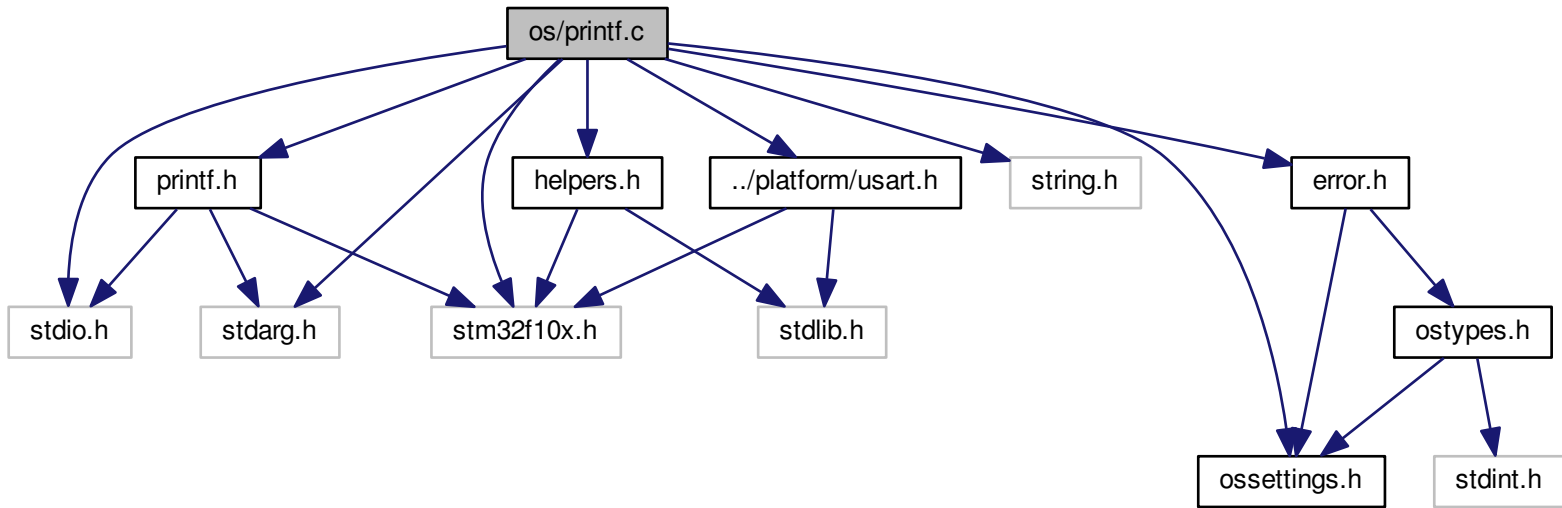 os/printf.c
printf.h
helpers.h
../platform/usart.h
string.h
error.h
stdio.h
stdarg.h
stm32f10x.h
stdlib.h
ostypes.h
ossettings.h
stdint.h